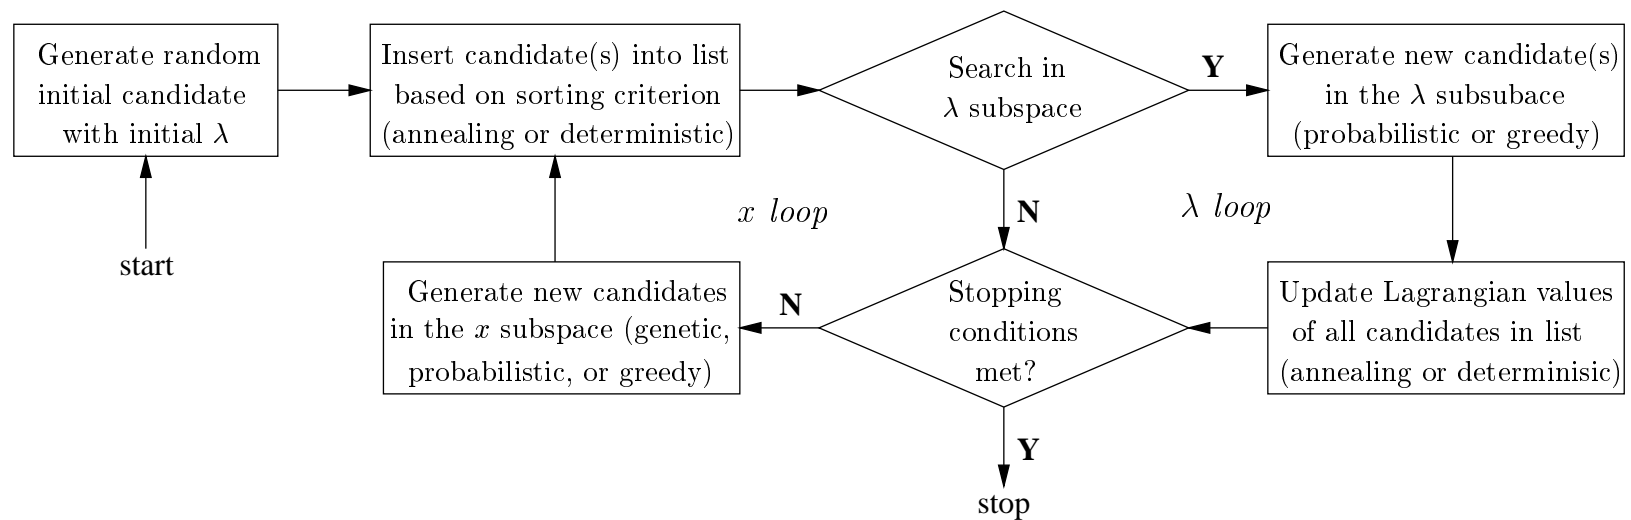 Generate random
initial candidate
with initial λ
Insert candidate(s) into list
based on sorting criterion
(annealing or deterministic)
Search in
λ subspace
Y
Generate new candidate(s)
in the λ subsubace
(probabilistic or greedy)
x loop
N
λ loop
start
Generate new candidates
in the x subspace (genetic,
probabilistic, or greedy)
N
Stopping
conditions
met?
Update Lagrangian values
of all candidates in list
(annealing or determinisic)
Y
stop